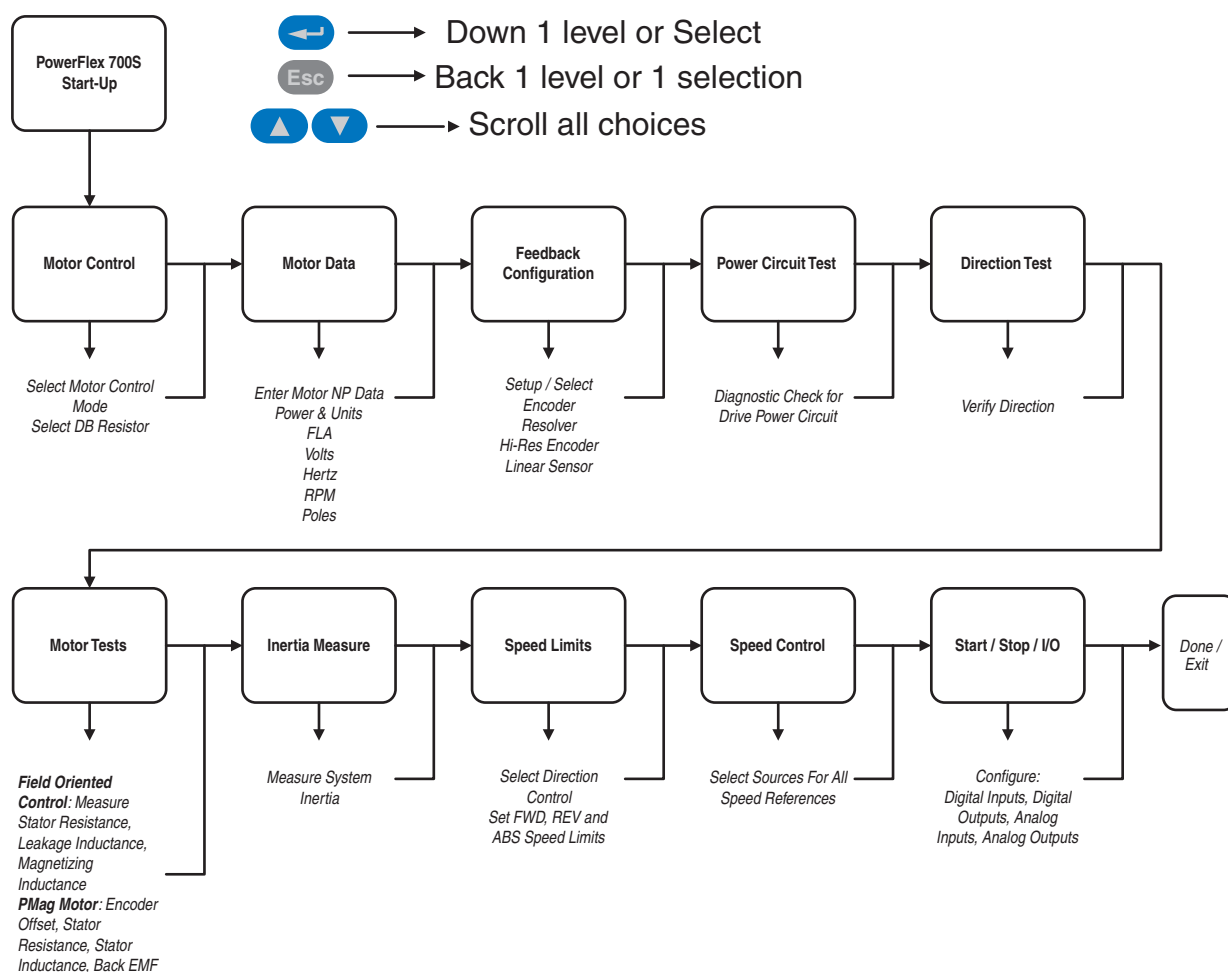 PowerFlex 700S
Start-Up
Down 1 level or Select
Esc
Back 1 level or 1 selection
Scroll all choices
Motor Control
Motor Data
Feedback
Configuration
Power Circuit Test
Direction Test
Select Motor Control
Mode
Select DB Resistor
Enter Motor NP Data
Power & Units
FLA
Volts
Hertz
RPM
Poles
Setup / Select
Encoder
Resolver
Hi-Res Encoder
Linear Sensor
Diagnostic Check for
Drive Power Circuit
Verify Direction
Motor Tests
Inertia Measure
Speed Limits
Speed Control
Start / Stop / I/O
Done /
Exit
Field Oriented
Control: Measure
Stator Resistance,
Leakage Inductance,
Magnetizing
Inductance
PMag Motor: Encoder
Offset, Stator
Resistance, Stator
Inductance, Back EMF
Measure System
Inertia
Select Direction
Control
Set FWD, REV and
ABS Speed Limits
Select Sources For All
Speed References
Configure:
Digital Inputs, Digital
Outputs, Analog
Inputs, Analog Outputs